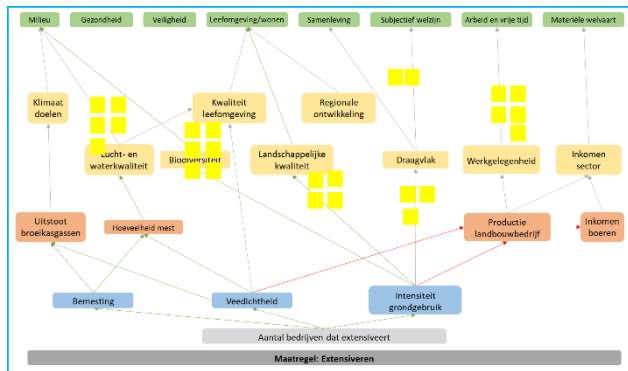 Milieu
Gezondheid
Veiligheid
Leefomgeving/wonen
Samenleving
Subjectief welzijn
Arbeid en vrije tijd
Materiële welvaart
Klimaat
doelen
Kwaliteit
leefomgeving
Regionale
ontwikkeling
Lucht- en
waterkwaliteit
Biodiversiteit
Landschappelijke
kwaliteit
Draagvlak
Werkgelegenheid
Inkomen
sector
Uitstoot
broeikasgassen
Hoeveelheid mest
Productie
landbouwbedrijf
Inkomen
boeren
Bemesting
Veedichtheid
Intensiteit
grondgebruik
Aantal bedrijven dat extensiveert
Maatregel: Extensiveren